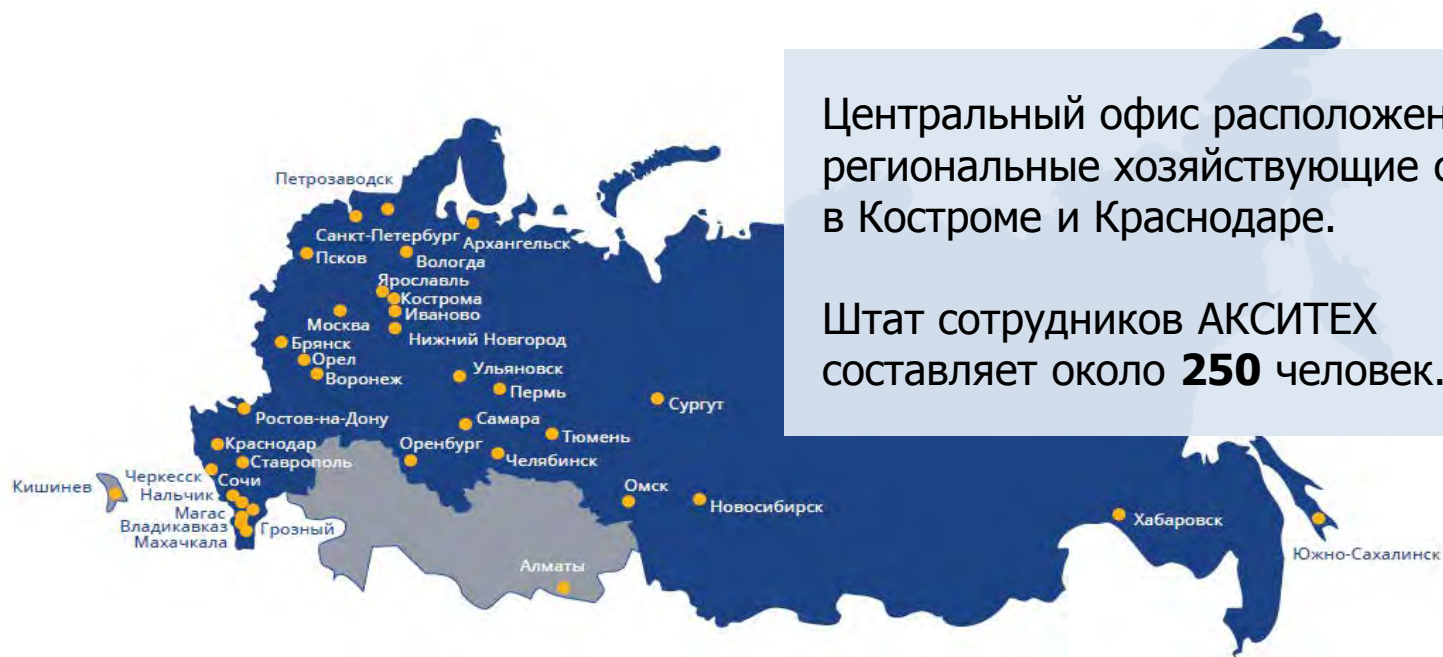 Центральный офис расположен
региональные хозяйствующие
в Костроме и Краснодаре.
Штат сотрудников АКСИТЕХ
составляет около 250 человек.
Петрозаводск
Санкт-Петербург
Архангельск
Псков
Вологда
Ярославль
Кострома
Иваново
Москва
Нижний Новгород
Брянск
Орел
Воронеж
Ульяновск
Пермь
Сургут
Ростов-на-Дону
Самара
Тюмень
Краснодар
Оренбург
Челябинск
Ставрополь
Черкесск
Сочи
Кишинев
Нальчик
Магас
Владикавказ
Грозный
Махачкала
Омск
Новосибирск
Хабаровск
Южно-Сахалинск
Алматы